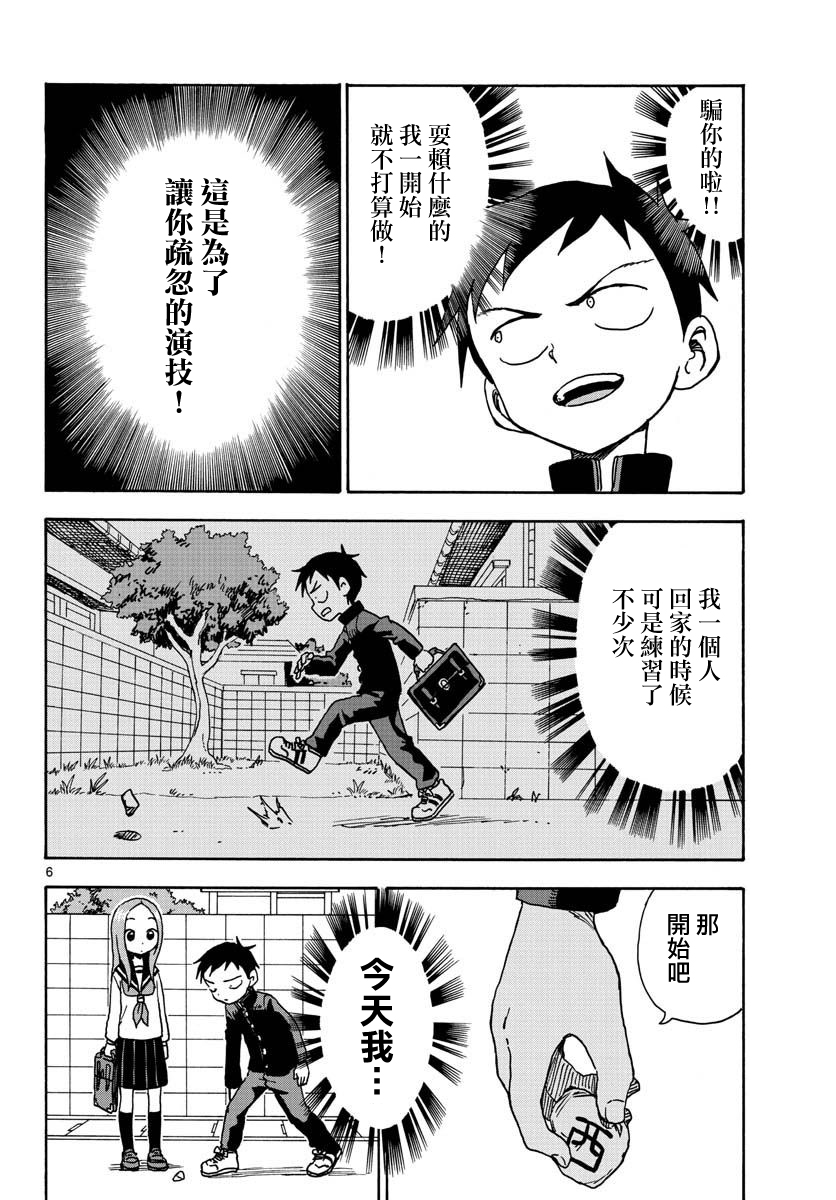 騙你的啦!!
耍賴什麼的
我一開始
就不打算做!
這是為了
讓你疏忽的演技!
我一個人
回家的時候
可是練習了
不少次
6
那
開始吧
西
今天我…